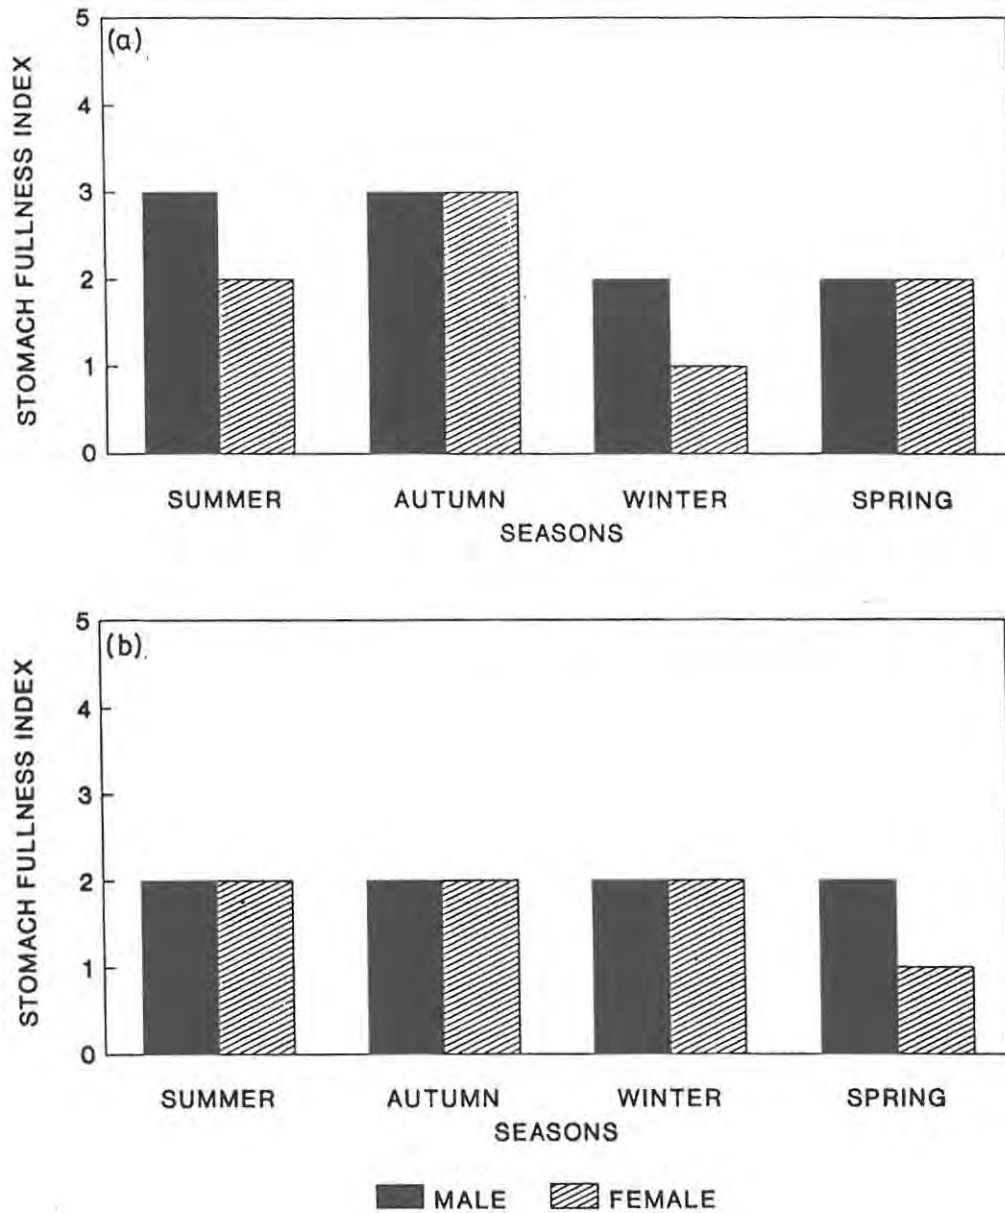 (a)
STOMACH FULLNESS INDEX
5
4
3
2
1
0
SUMMER AUTUMN WINTER SPRING
SEASONS
(b)
STOMACH FULLNESS INDEX
5
4
3
2
1
0
SUMMER AUTUMN WINTER SPRING
SEASONS
MALE FEMALE